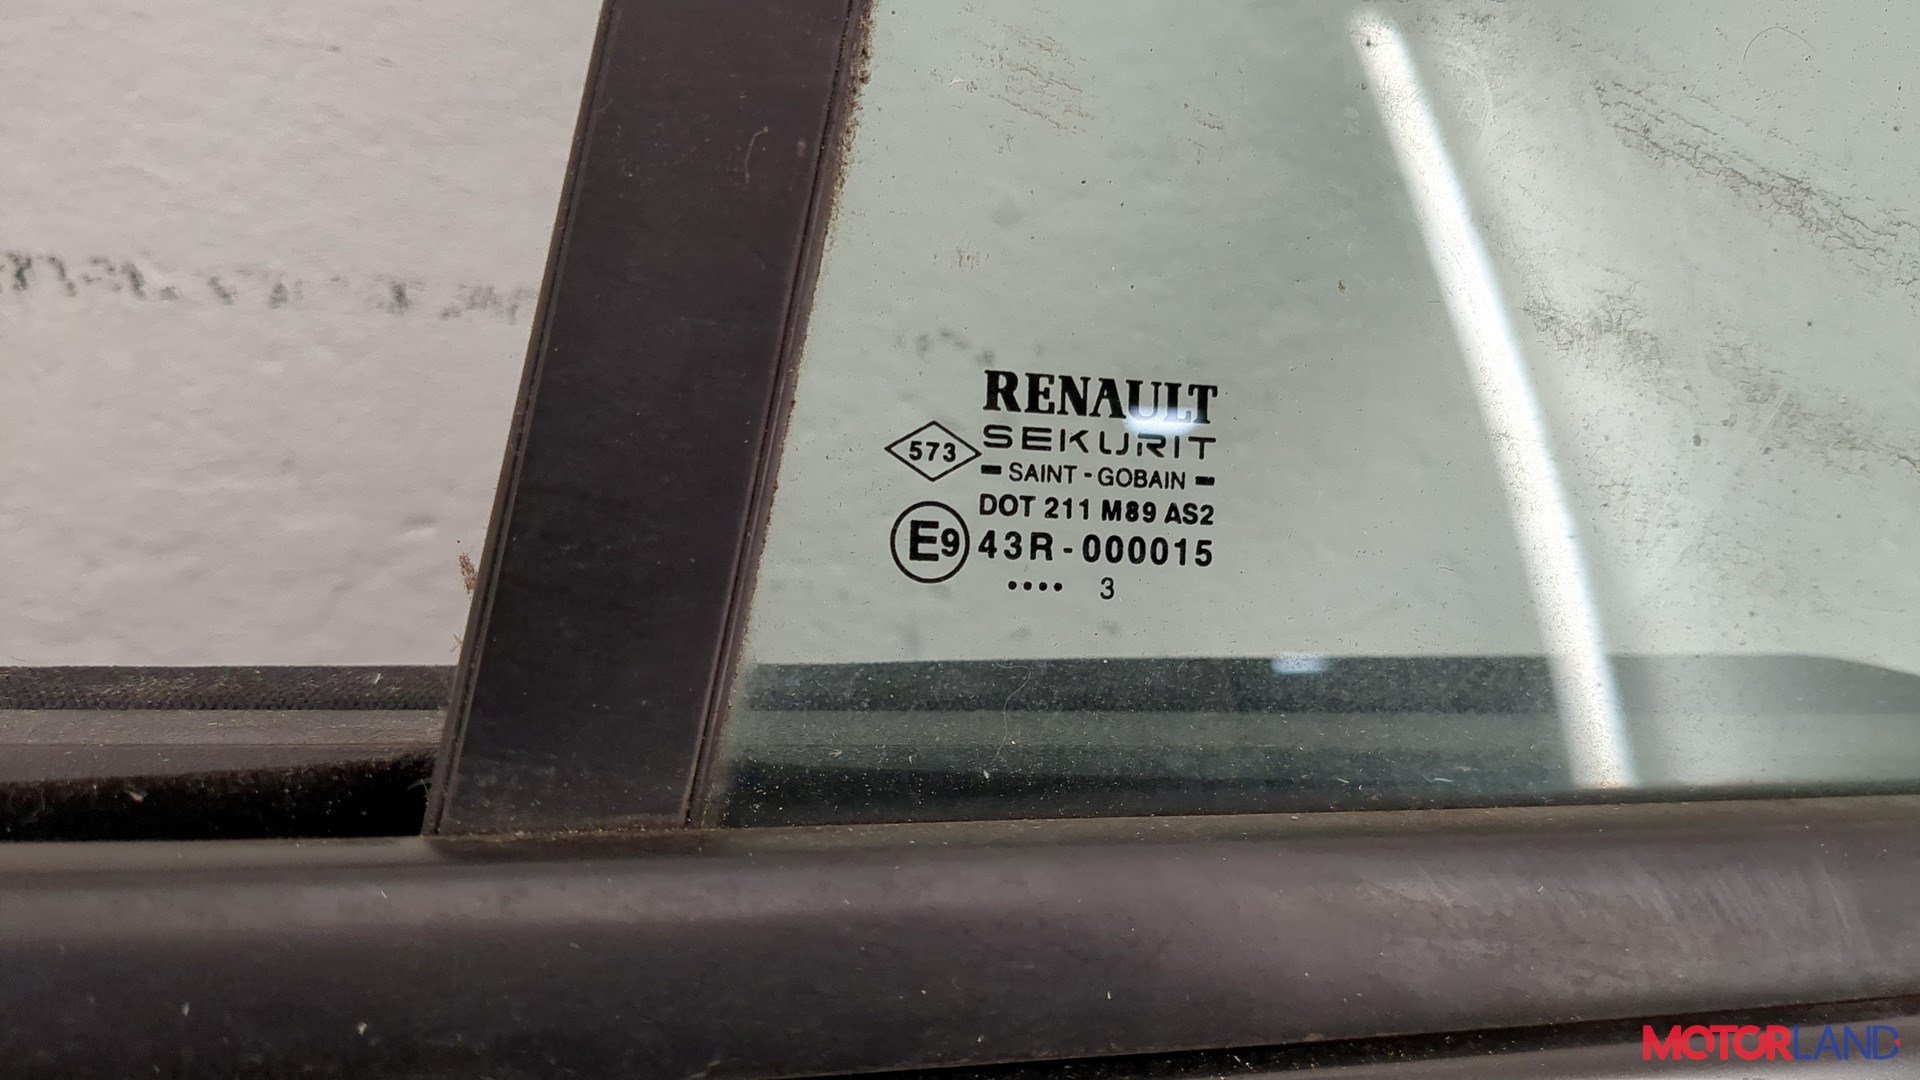 RENAULT
SEKURIT
573
SAINT-GOBAIN
DOT 211 M89 AS2
E9 43R-000015
.... 3
MOTORLAND